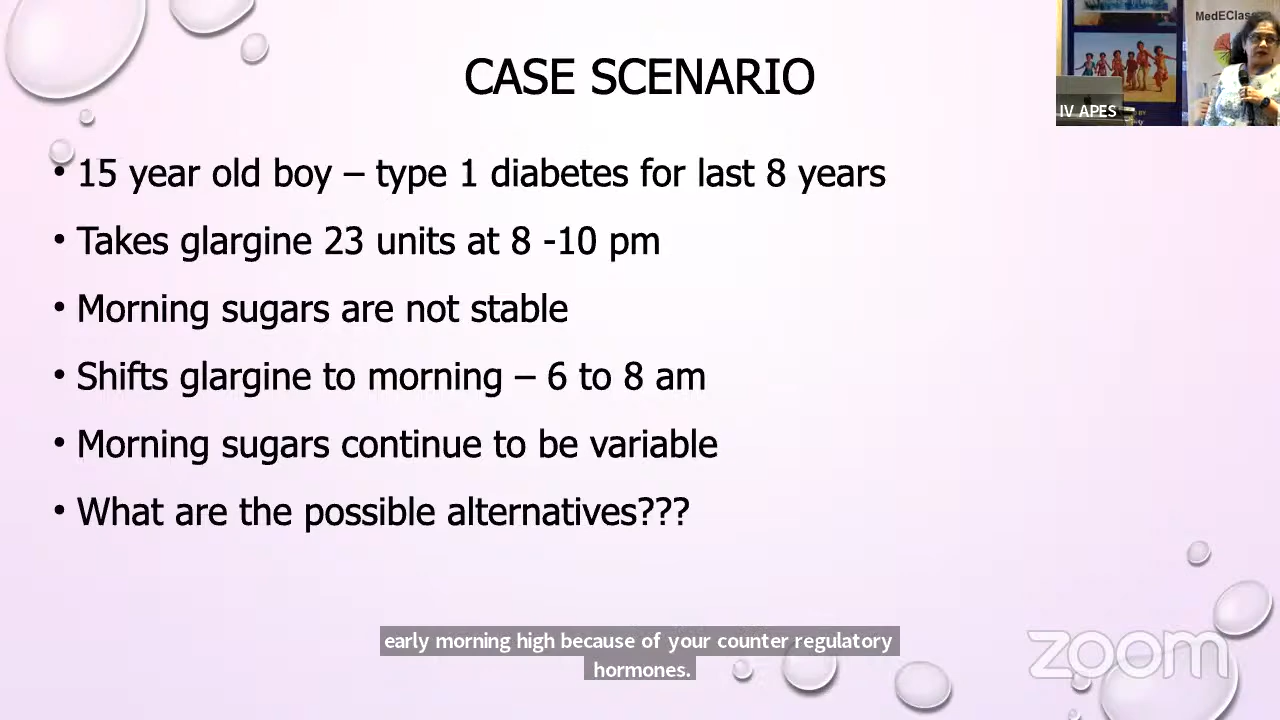 CASE SCENARIO
MedEClas
IV APES
• 15 year old boy – type 1 diabetes for last 8 years
• Takes glargine 23 units at 8 -10 pm
• Morning sugars are not stable
• Shifts glargine to morning – 6 to 8 am
• Morning sugars continue to be variable
• What are the possible alternatives???
early morning high because of your counter regulatory
hormones.
zoom